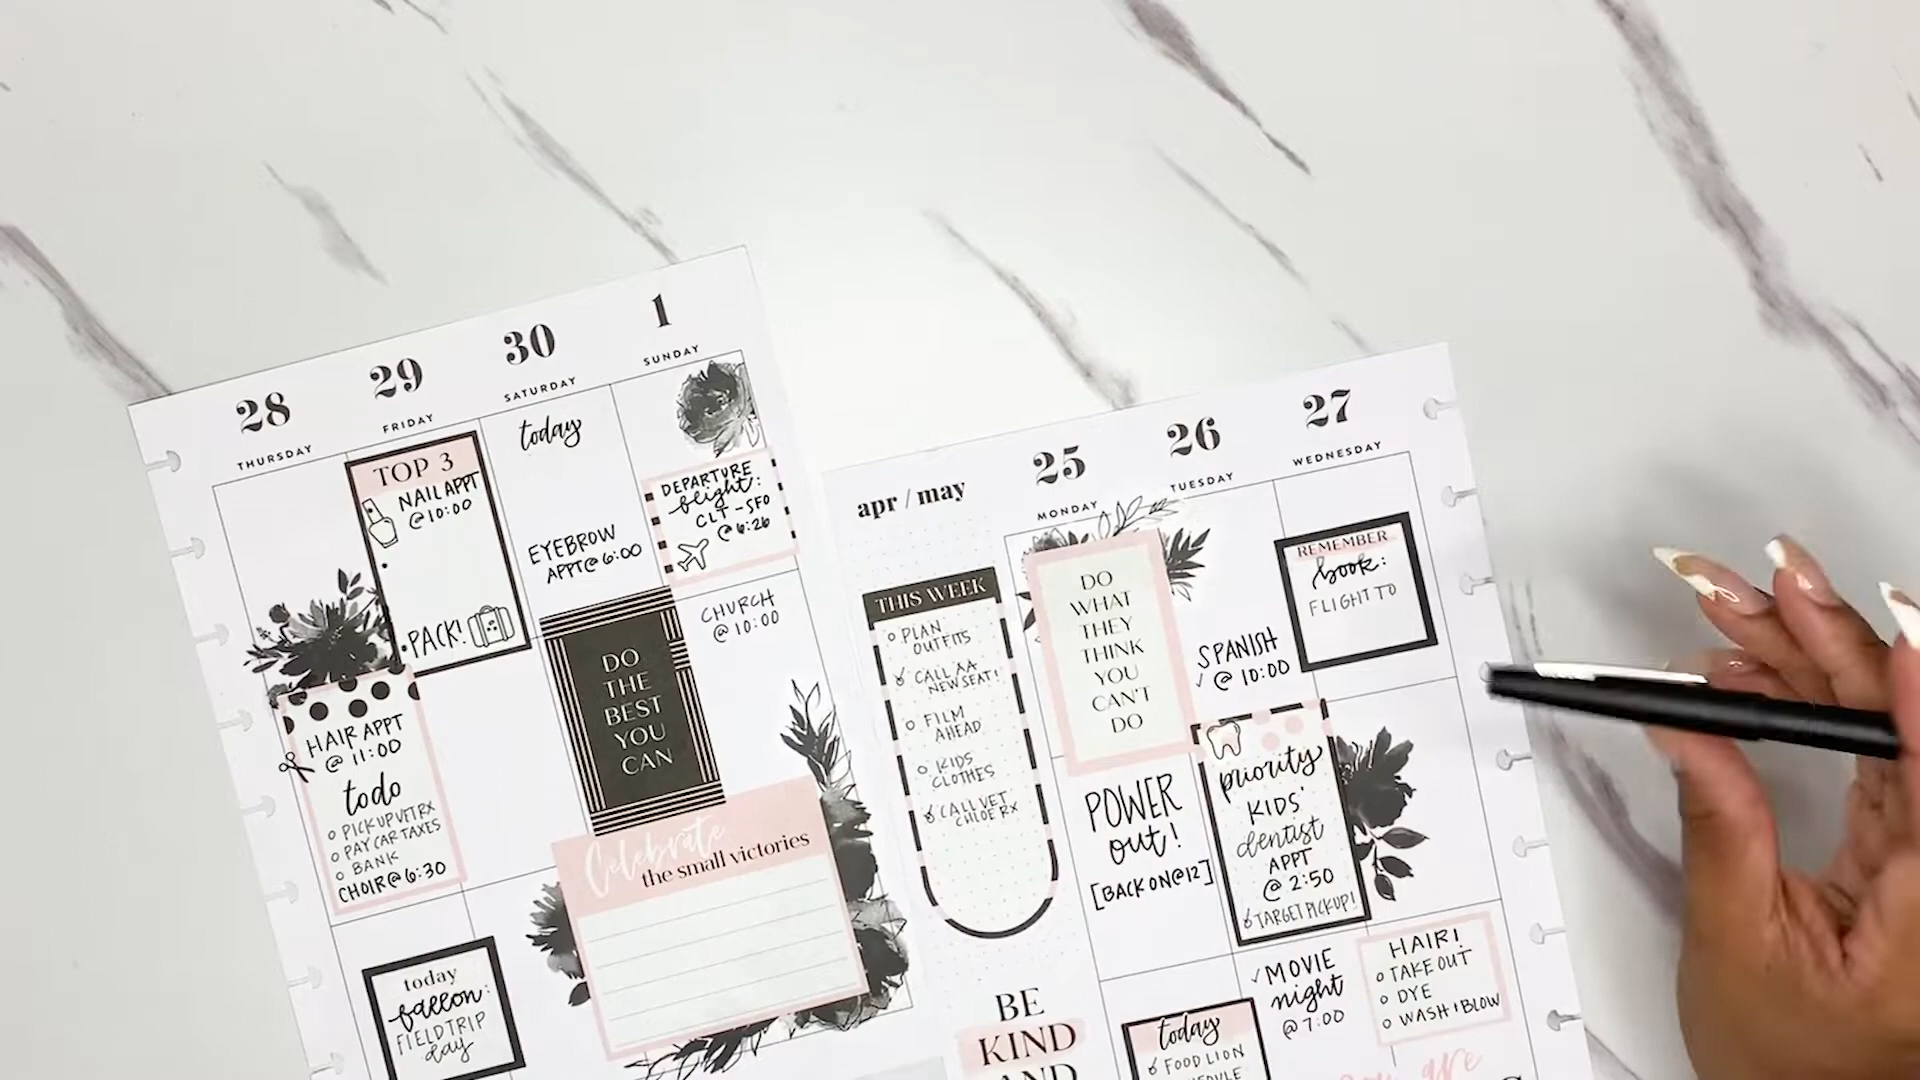 28
THURSDAY
HAIR APPT
@ 11:00
todo
PICK UP VET RX
PAY CAR TAXES
BANK
CHOIR @ 6:30
today
fallon:
FIELD TRIP
day
29
FRIDAY
TOP 3
NAIL APPT
@ 10:00
PACK!
30
SATURDAY
today
EYEBROW
APPT @ 6:00
DO
THE
BEST
YOU
CAN
Celebrate
the small victories
1
SUNDAY
DEPARTURE
flight:
CLT - SFO
@ 6:26
CHURCH
@ 10:00
apr / may
THIS WEEK
PLAN
OUTFITS
CALL AA
NEW SEAT!
FILM
AHEAD
KIDS
CLOTHES
CALL VET
CHLOE RX
BE
KIND
AND
25
MONDAY
DO
WHAT
THEY
THINK
YOU
CAN'T
DO
POWER
out!
[BACK ON @ 12]
today
FOOD LION
26
TUESDAY
SPANISH
@ 10:00
priority
KIDS'
dentist
APPT
@ 2:50
TARGET PICKUP!
MOVIE
night
@ 7:00
27
WEDNESDAY
REMEMBER
book:
FLIGHT TO
HAIR!
TAKE OUT
DYE
WASH & BLOW
you are